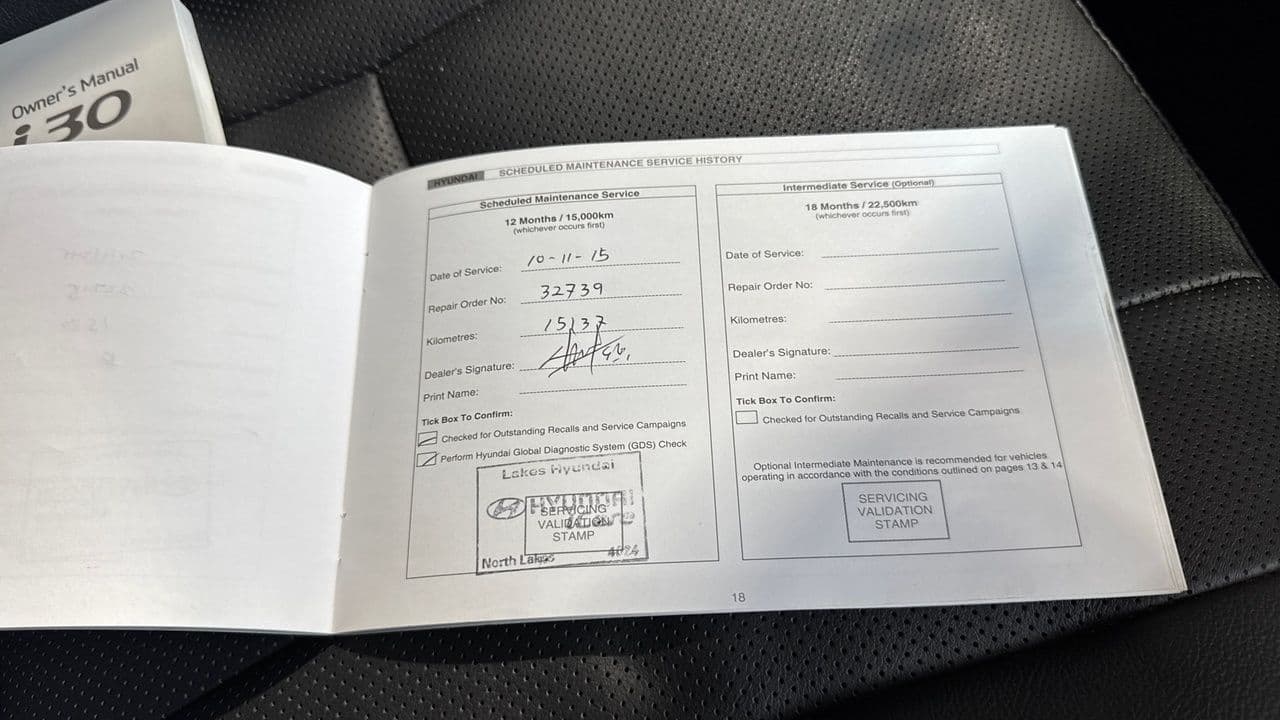 Owner's Manual
i30
HYUNDAI SCHEDULED MAINTENANCE SERVICE HISTORY
Scheduled Maintenance Service
12 Months / 15,000km
(whichever occurs first)
Date of Service: 10-11-15
Repair Order No: 32739
Kilometres: 15137
Dealer's Signature:
Print Name:
Tick Box To Confirm:
Checked for Outstanding Recalls and Service Campaigns
Perform Hyundai Global Diagnostic System (GDS) Check
Lakes Hyundai
HYUNDAI
SERVICING
VALIDATION
STAMP
North Lakes
Intermediate Service (Optional)
18 Months / 22,500km
(whichever occurs first)
Date of Service:
Repair Order No:
Kilometres:
Dealer's Signature:
Print Name:
Tick Box To Confirm:
Checked for Outstanding Recalls and Service Campaigns
Optional Intermediate Maintenance is recommended for vehicles
operating in accordance with the conditions outlined on pages 13 & 14
SERVICING
VALIDATION
STAMP
18